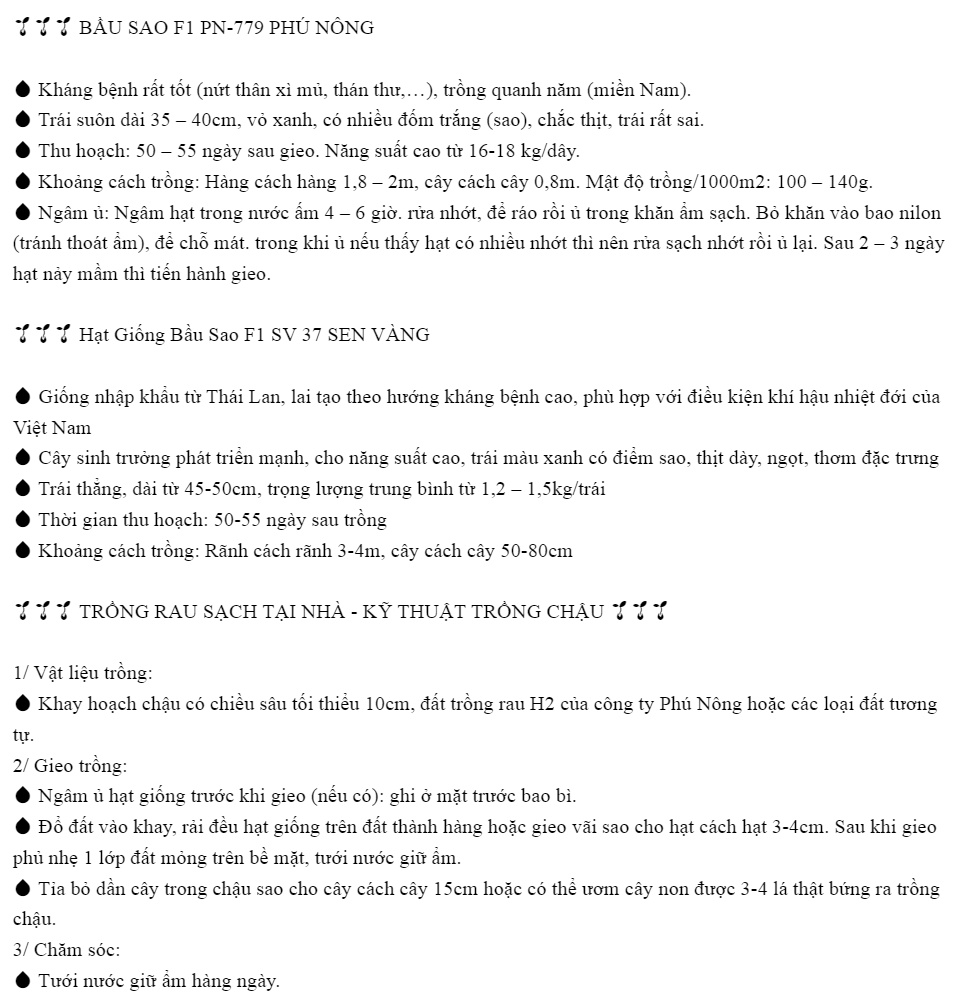 🌱🌱🌱 BẦU SAO F1 PN-779 PHÚ NÔNG
💧 Kháng bệnh rất tốt (nứt thân xì mủ, thán thư,…), trồng quanh năm (miền Nam).
💧 Trái suôn dài 35 – 40cm, vỏ xanh, có nhiều đốm trắng (sao), chắc thịt, trái rất sai.
💧 Thu hoạch: 50 – 55 ngày sau gieo. Năng suất cao từ 16-18 kg/dây.
💧 Khoảng cách trồng: Hàng cách hàng 1,8 – 2m, cây cách cây 0,8m. Mật độ trồng/1000m2: 100 – 140g.
💧 Ngâm ủ: Ngâm hạt trong nước ấm 4 – 6 giờ. rửa nhớt, để ráo rồi ủ trong khăn ẩm sạch. Bỏ khăn vào bao nilon
(tránh thoát ẩm), để chỗ mát. trong khi ủ nếu thấy hạt có nhiều nhớt thì nên rửa sạch nhớt rồi ủ lại. Sau 2 – 3 ngày
hạt nảy mầm thì tiến hành gieo.
🌱🌱🌱 Hạt Giống Bầu Sao F1 SV 37 SEN VÀNG
💧 Giống nhập khẩu từ Thái Lan, lai tạo theo hướng kháng bệnh cao, phù hợp với điều kiện khí hậu nhiệt đới của
Việt Nam
💧 Cây sinh trưởng phát triển mạnh, cho năng suất cao, trái màu xanh có điểm sao, thịt dày, ngọt, thơm đặc trưng
💧 Trái thẳng, dài từ 45-50cm, trọng lượng trung bình từ 1,2 – 1,5kg/trái
💧 Thời gian thu hoạch: 50-55 ngày sau trồng
💧 Khoảng cách trồng: Rãnh cách rãnh 3-4m, cây cách cây 50-80cm
🌱🌱🌱 TRỒNG RAU SẠCH TẠI NHÀ - KỸ THUẬT TRỒNG CHẬU 🌱🌱🌱
1/ Vật liệu trồng:
💧 Khay hoạch chậu có chiều sâu tối thiểu 10cm, đất trồng rau H2 của công ty Phú Nông hoặc các loại đất tương
tự.
2/ Gieo trồng:
💧 Ngâm ủ hạt giống trước khi gieo (nếu có): ghi ở mặt trước bao bì.
💧 Đổ đất vào khay, rải đều hạt giống trên đất thành hàng hoặc gieo vãi sao cho hạt cách hạt 3-4cm. Sau khi gieo
phủ nhẹ 1 lớp đất mỏng trên bề mặt, tưới nước giữ ẩm.
💧 Tỉa bỏ dần cây trong chậu sao cho cây cách cây 15cm hoặc có thể ươm cây non được 3-4 lá thật bứng ra trồng
chậu.
3/ Chăm sóc:
💧 Tưới nước giữ ẩm hàng ngày.